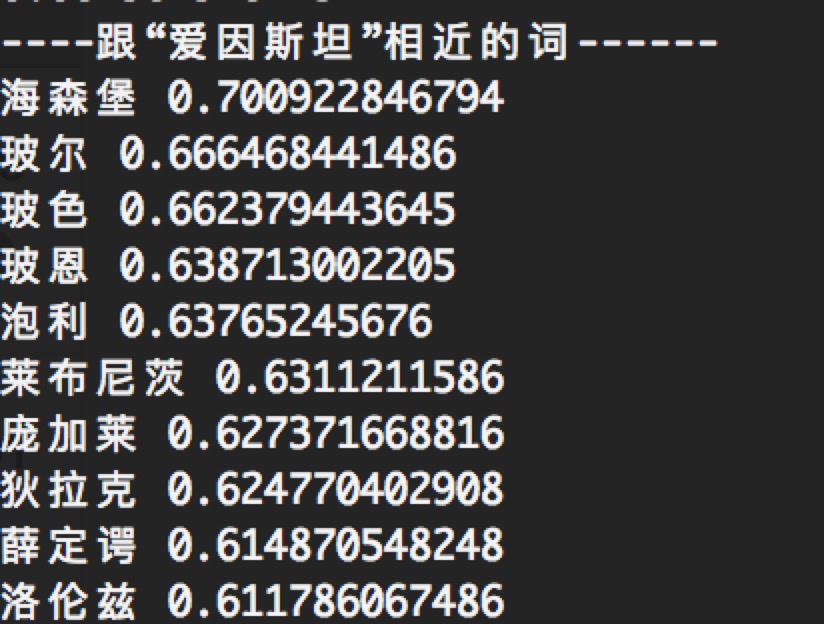 ----跟“爱因斯坦”相近的词------
海森堡 0.700922846794
玻尔 0.666468441486
玻色 0.662379443645
玻恩 0.638713002205
泡利 0.63765245676
莱布尼茨 0.6311211586
庞加莱 0.627371668816
狄拉克 0.624770402908
薛定谔 0.614870548248
洛伦兹 0.611786067486